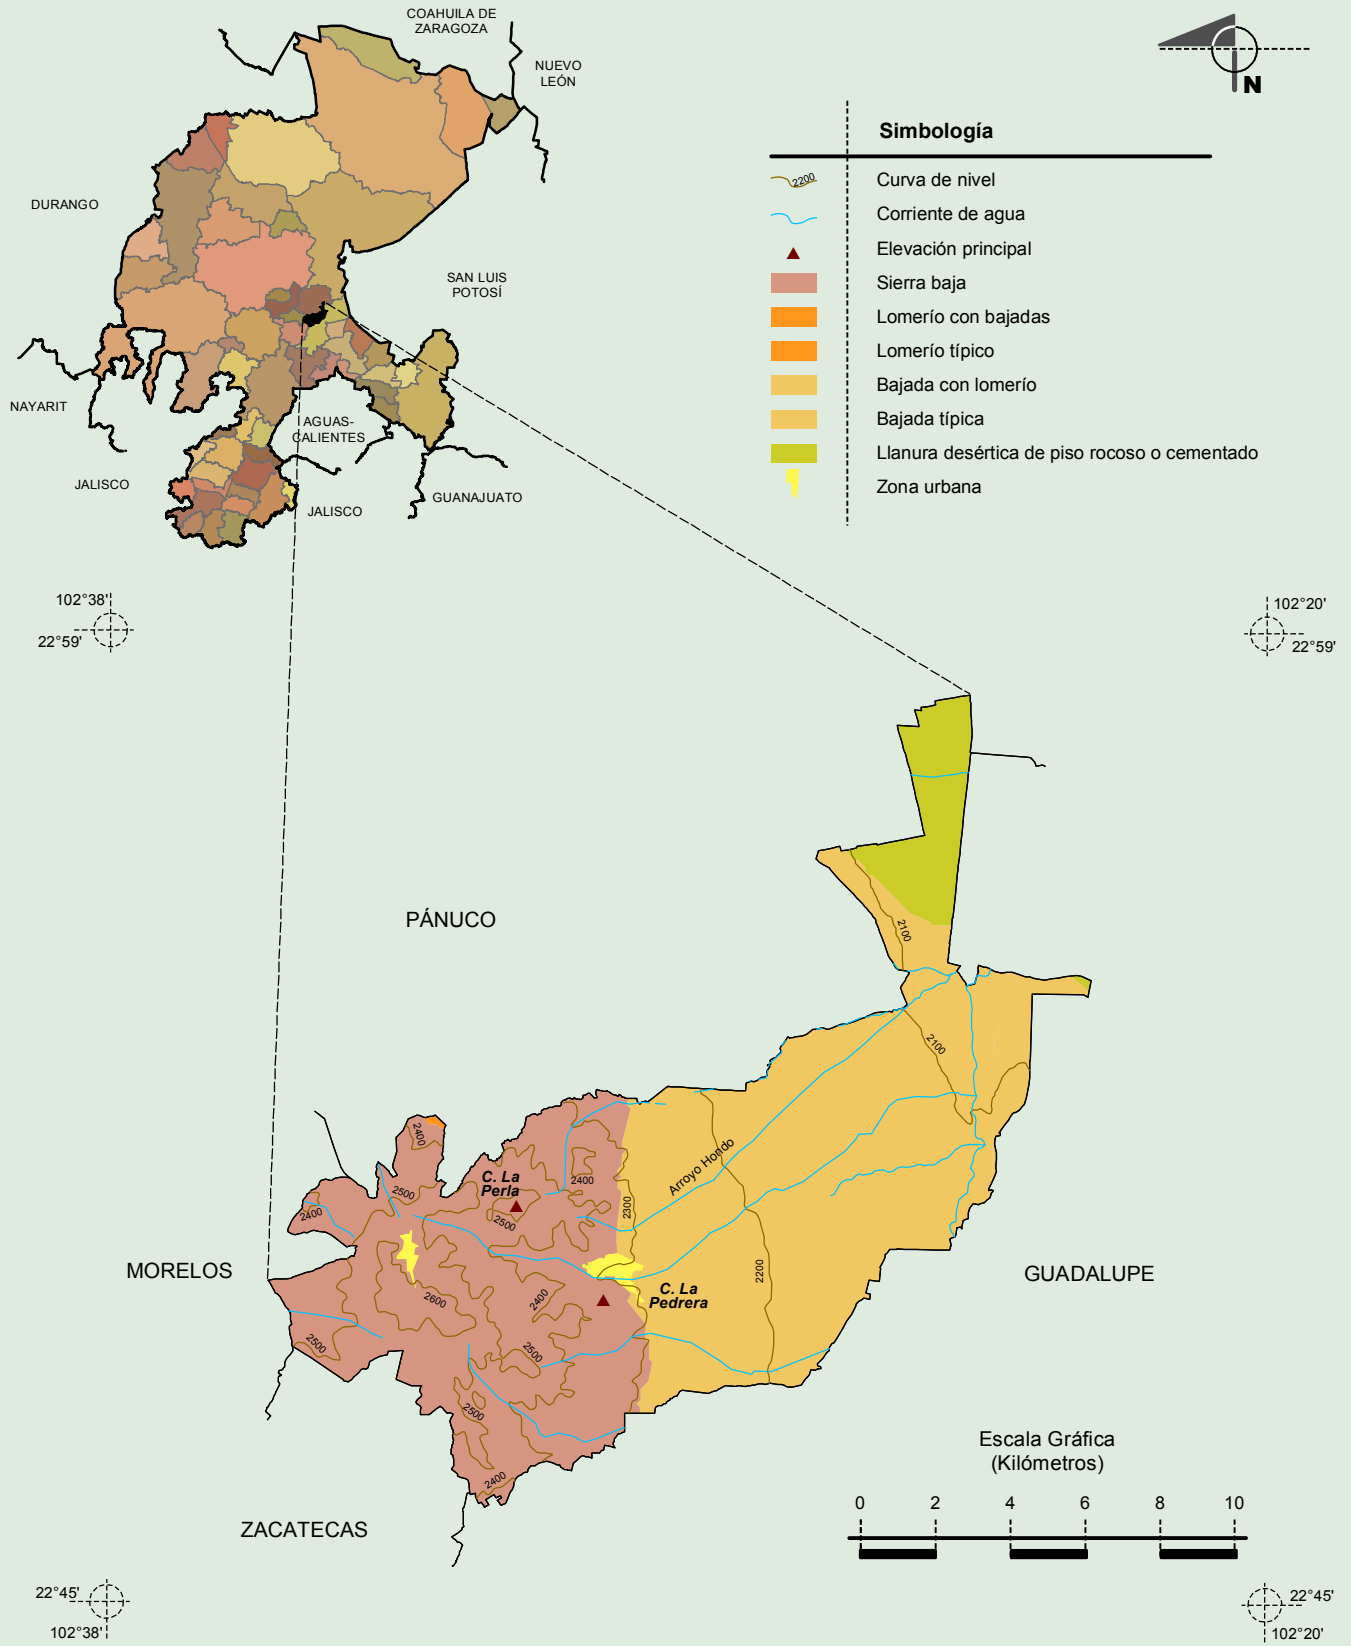 COAHUILA DE
ZARAGOZA
NUEVO
LEÓN
DURANGO
SAN LUIS
POTOSÍ
NAYARIT
AGUAS-
CALIENTES
JALISCO
JALISCO
GUANAJUATO
N
Simbología
2200
Curva de nivel
Corriente de agua
Elevación principal
Sierra baja
Lomerío con bajadas
Lomerío típico
Bajada con lomerío
Bajada típica
Llanura desértica de piso rocoso o cementado
Zona urbana
102°38'
22°59'
102°20'
22°59'
PÁNUCO
2100
2100
2400
C. La
Perla
2400
2500
2400
2500
2300
Arroyo Hondo
2200
MORELOS
GUADALUPE
C. La
Pedrera
2600
2400
2500
2500
2500
2400
ZACATECAS
Escala Gráfica
(Kilómetros)
0 2 4 6 8 10
22°45'
102°38'
22°45'
102°20'